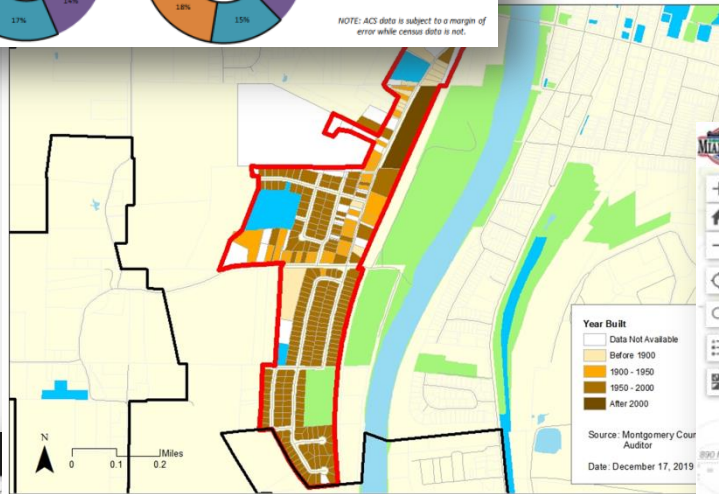 14%
17%
18%
15%
NOTE: ACS data is subject to a margin of
error while census data is not.
MIA
Year Built
Data Not Available
Before 1900
1900 - 1950
1950 - 2000
After 2000
Source: Montgomery Coun
Auditor
Date: December 17, 2019
N
Miles
0 0.1 0.2